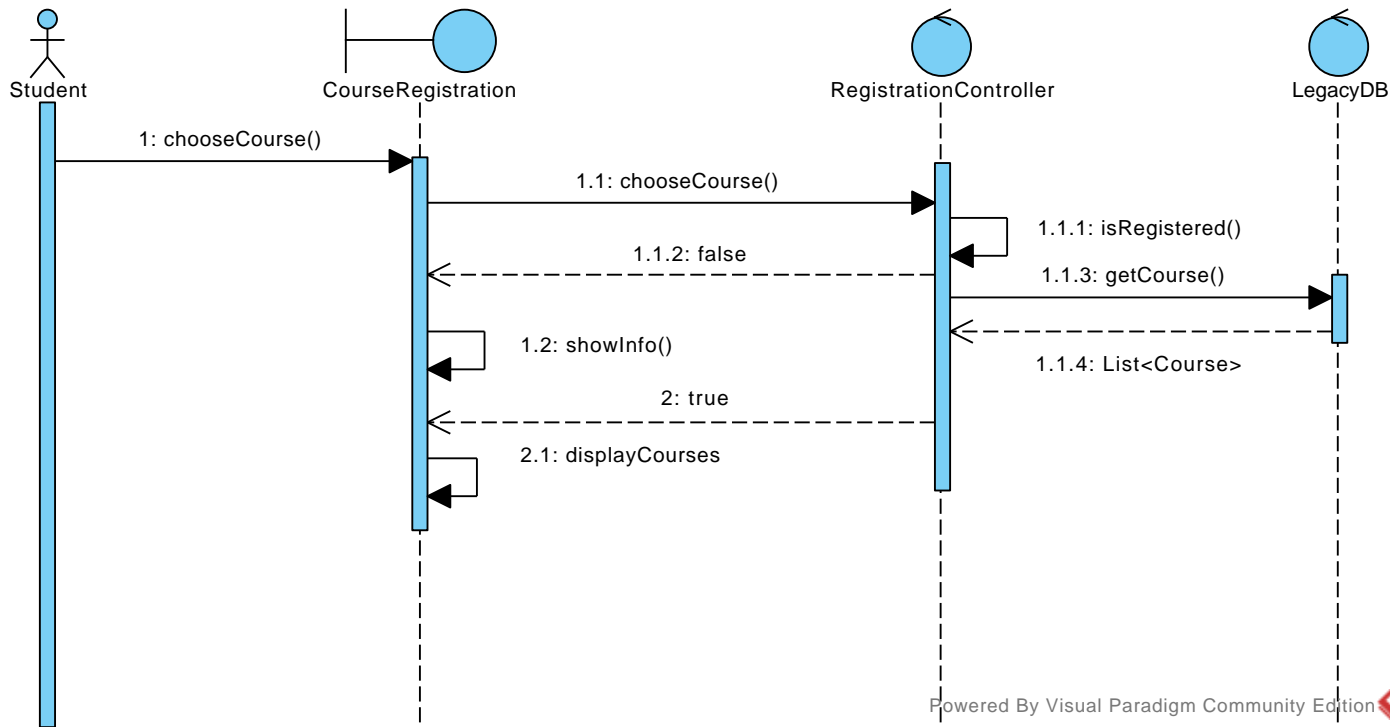 Student
CourseRegistration
RegistrationController
LegacyDB
1: chooseCourse()
1.1: chooseCourse()
1.1.1: isRegistered()
1.1.2: false
1.1.3: getCourse()
1.2: showInfo()
1.1.4: List<Course>
2: true
2.1: displayCourses
Powered By Visual Paradigm Community Edition